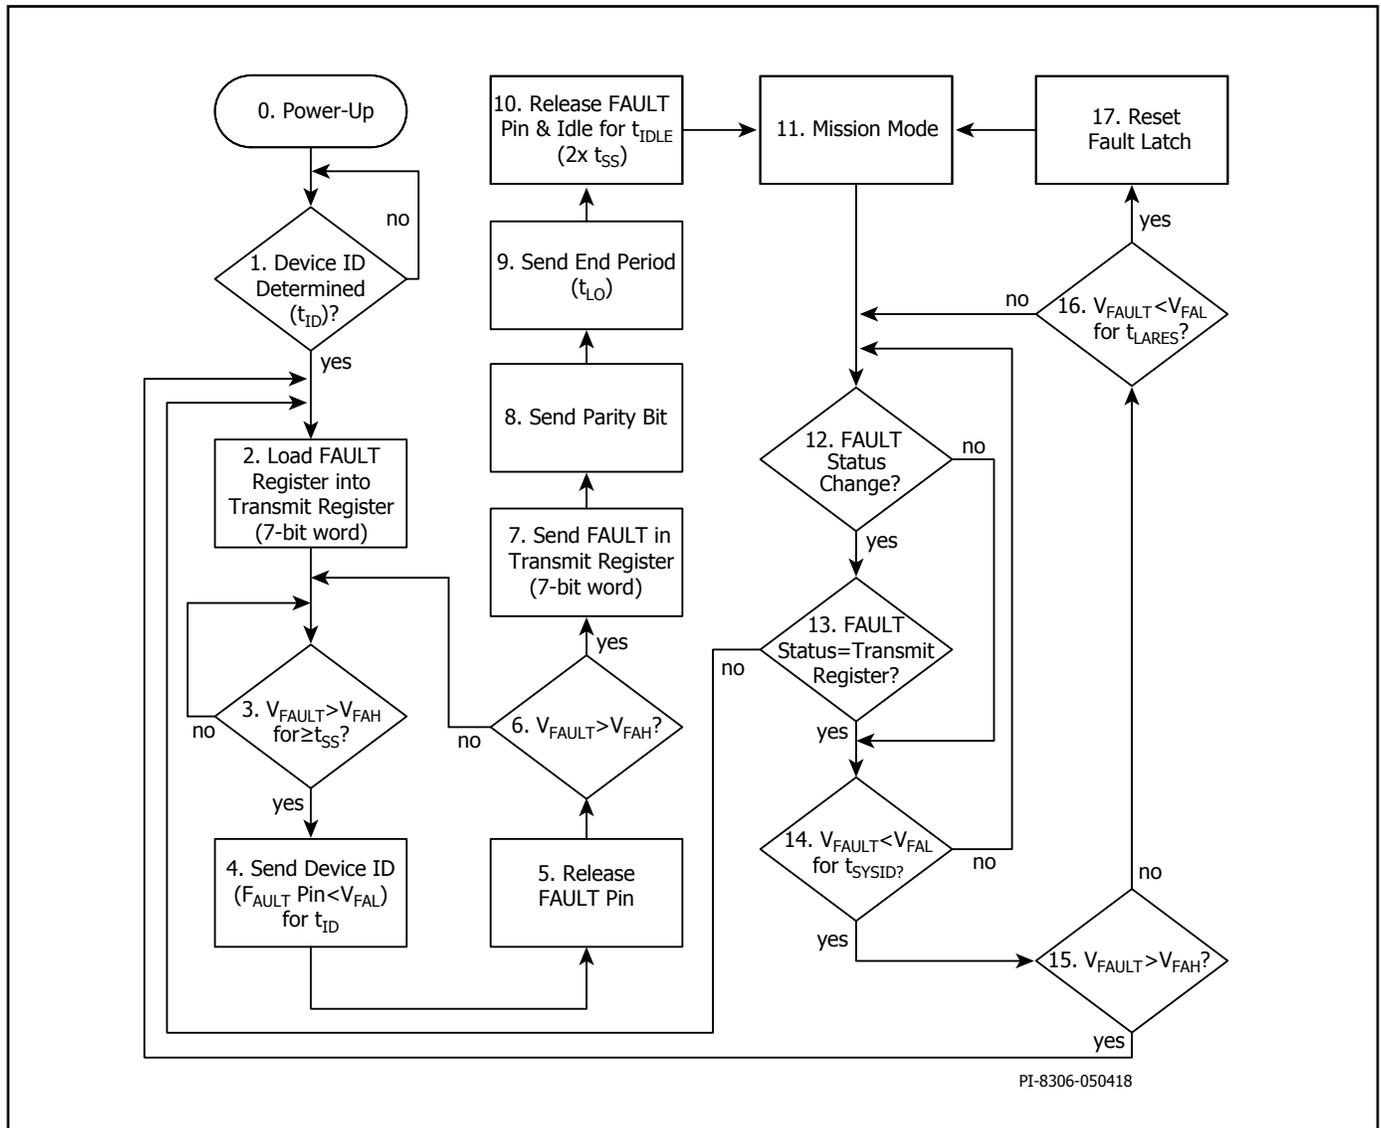 0. Power-Up
no
1. Device ID
Determined
(tID)?
yes
2. Load FAULT
Register into
Transmit Register
(7-bit word)
3. VFAULT>VFAH
for≥tSS?
no
yes
4. Send Device ID
(FAULT Pin<VFAL)
for tID
5. Release
FAULT Pin
6. VFAULT>VFAH?
no
yes
7. Send FAULT in
Transmit Register
(7-bit word)
8. Send Parity Bit
9. Send End Period
(tLO)
10. Release FAULT
Pin & Idle for tIDLE
(2x tSS)
11. Mission Mode
12. FAULT
Status
Change?
no
yes
13. FAULT
Status=Transmit
Register?
no
yes
14. VFAULT<VFAL
for tSYSID?
no
yes
15. VFAULT>VFAH?
no
yes
16. VFAULT<VFAL
for tLARES?
no
yes
17. Reset
Fault Latch
PI-8306-050418